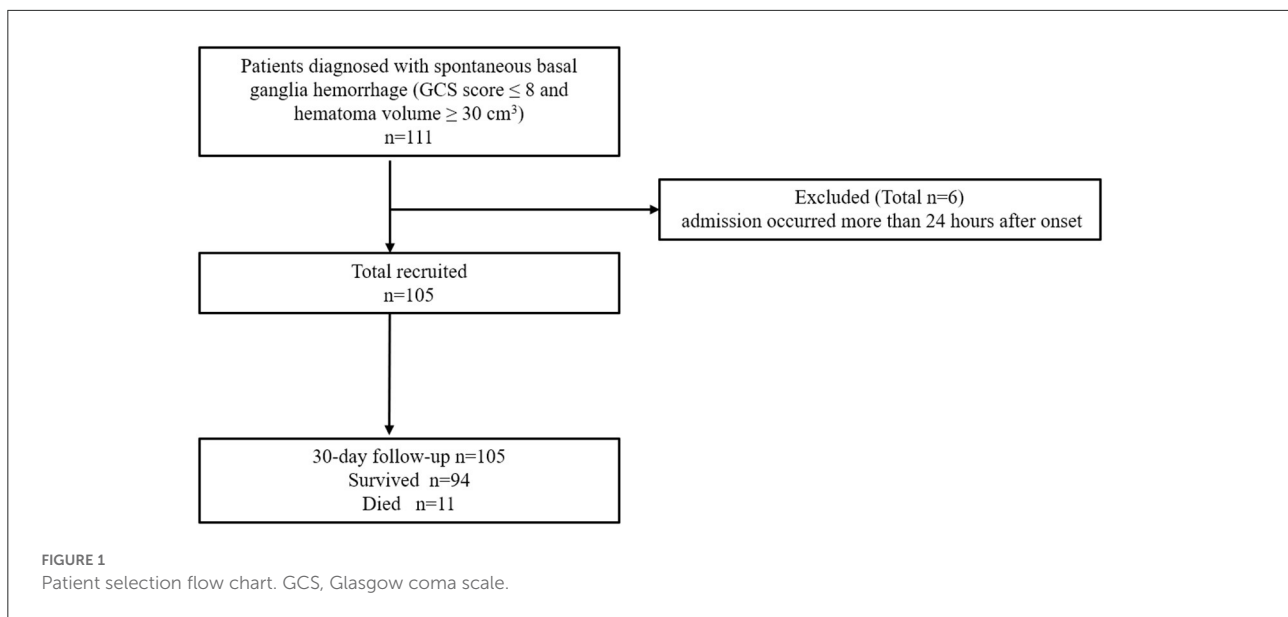 Patients diagnosed with spontaneous basal
ganglia hemorrhage (GCS score ≤ 8 and
hematoma volume ≥ 30 cm³)
n=111
Excluded (Total n=6)
admission occurred more than 24 hours after onset
Total recruited
n=105
30-day follow-up n=105
Survived n=94
Died n=11
FIGURE 1
Patient selection flow chart. GCS, Glasgow coma scale.